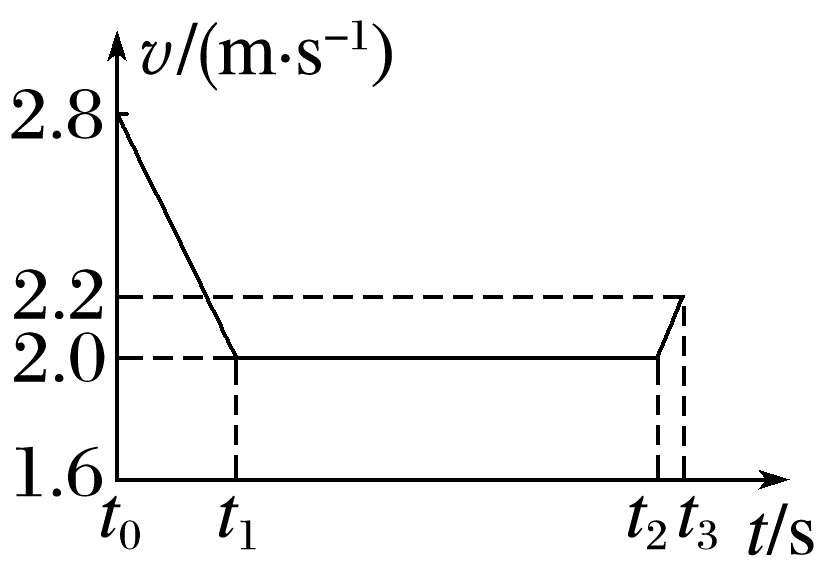 v/(m·s⁻¹)
2.8
2.2
2.0
1.6
t₀ t₁ t₂ t₃ t/s